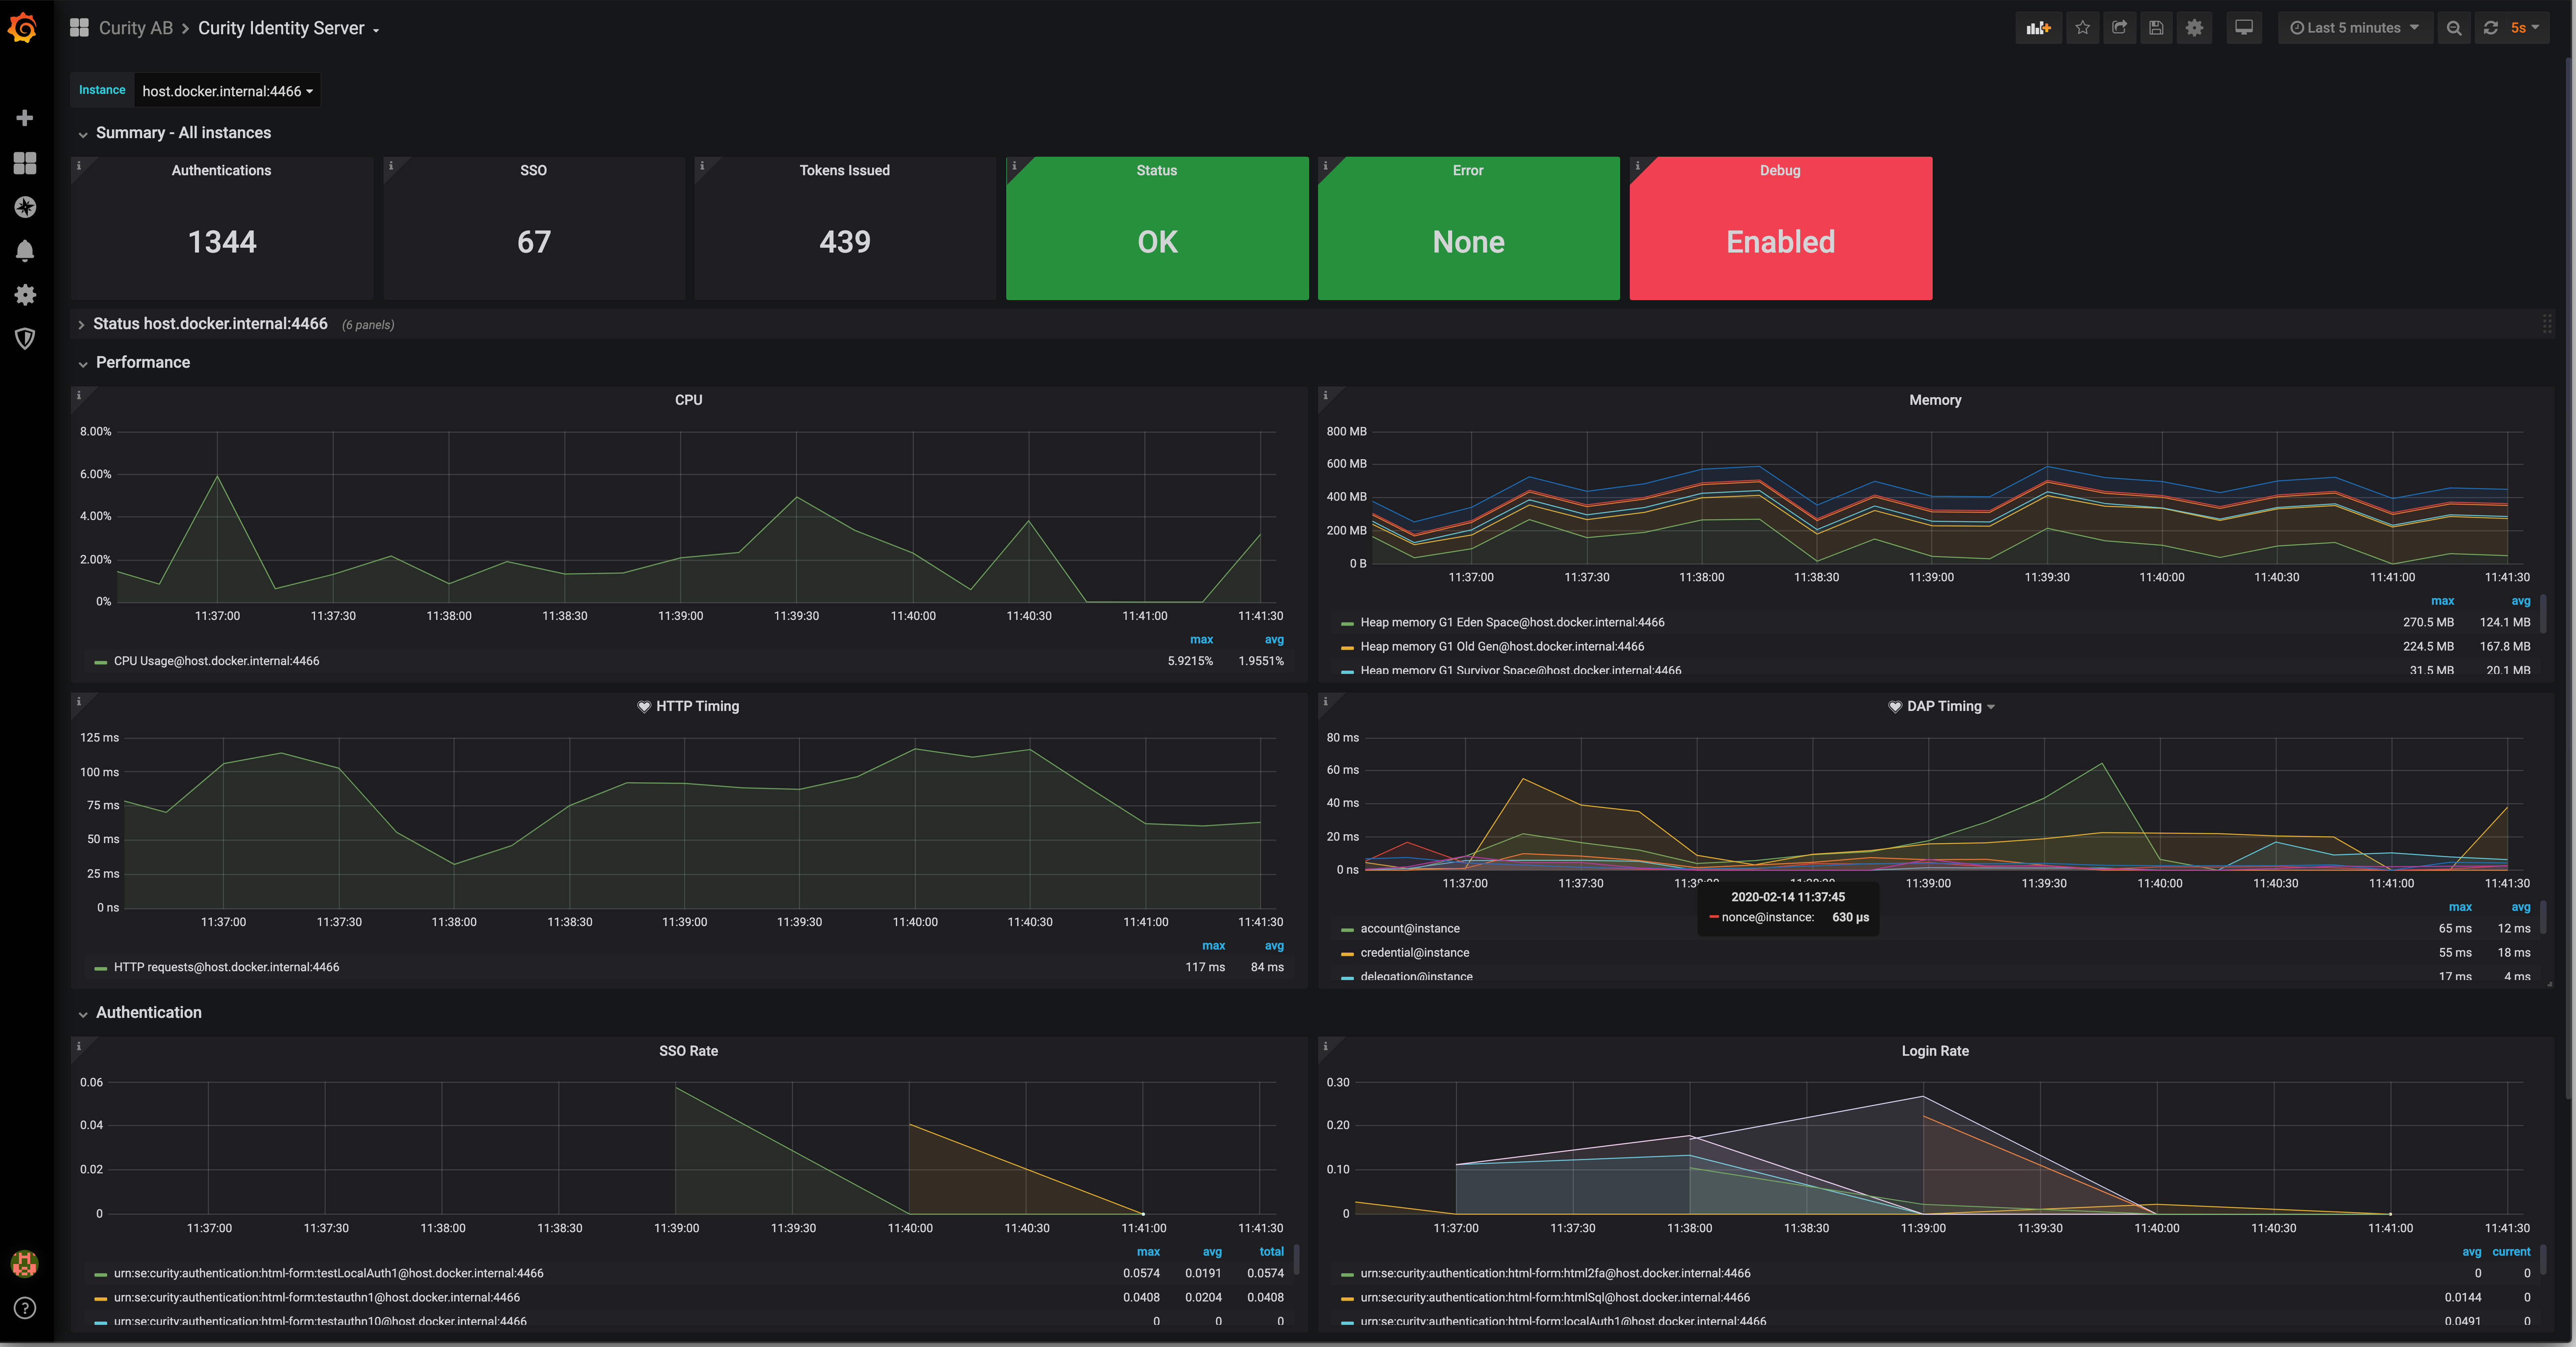 Curity AB > Curity Identity Server
Last 5 minutes
5s
Instance host.docker.internal:4466
Summary - All instances
Authentications
1344
SSO
67
Tokens Issued
439
Status
OK
Error
None
Debug
Enabled
Status host.docker.internal:4466 (6 panels)
Performance
CPU
8.00%
6.00%
4.00%
2.00%
0%
11:37:00 11:37:30 11:38:00 11:38:30 11:39:00 11:39:30 11:40:00 11:40:30 11:41:00 11:41:30
max avg
CPU Usage@host.docker.internal:4466 5.9215% 1.9551%
Memory
800 MB
600 MB
400 MB
200 MB
0 B
11:37:00 11:37:30 11:38:00 11:38:30 11:39:00 11:39:30 11:40:00 11:40:30 11:41:00 11:41:30
max avg
Heap memory G1 Eden Space@host.docker.internal:4466 270.5 MB 124.1 MB
Heap memory G1 Old Gen@host.docker.internal:4466 224.5 MB 167.8 MB
Heap memory G1 Survivor Space@host.docker.internal:4466 31.5 MB 20.1 MB
HTTP Timing
125 ms
100 ms
75 ms
50 ms
25 ms
0 ns
11:37:00 11:37:30 11:38:00 11:38:30 11:39:00 11:39:30 11:40:00 11:40:30 11:41:00 11:41:30
max avg
HTTP requests@host.docker.internal:4466 117 ms 84 ms
DAP Timing
80 ms
60 ms
40 ms
20 ms
0 ns
11:37:00 11:37:30 11:38:00 11:38:30 11:39:00 11:39:30 11:40:00 11:40:30 11:41:00 11:41:30
2020-02-14 11:37:45
nonce@instance: 630 µs
max avg
account@instance 65 ms 12 ms
credential@instance 55 ms 18 ms
delegation@instance 17 ms 4 ms
Authentication
SSO Rate
0.06
0.04
0.02
0
11:37:00 11:37:30 11:38:00 11:38:30 11:39:00 11:39:30 11:40:00 11:40:30 11:41:00 11:41:30
max avg total
urn:se:curity:authentication:html-form:testLocalAuth1@host.docker.internal:4466 0.0574 0.0191 0.0574
urn:se:curity:authentication:html-form:testauthn1@host.docker.internal:4466 0.0408 0.0204 0.0408
urn:se:curity:authentication:html-form:testauthn10@host.docker.internal:4466 0 0 0
Login Rate
0.30
0.20
0.10
0
11:37:00 11:37:30 11:38:00 11:38:30 11:39:00 11:39:30 11:40:00 11:40:30 11:41:00 11:41:30
avg current
urn:se:curity:authentication:html-form:html2fa@host.docker.internal:4466 0 0
urn:se:curity:authentication:html-form:htmlSql@host.docker.internal:4466 0.0144 0
urn:se:curity:authentication:html-form:localAuth1@host.docker.internal:4466 0.0491 0